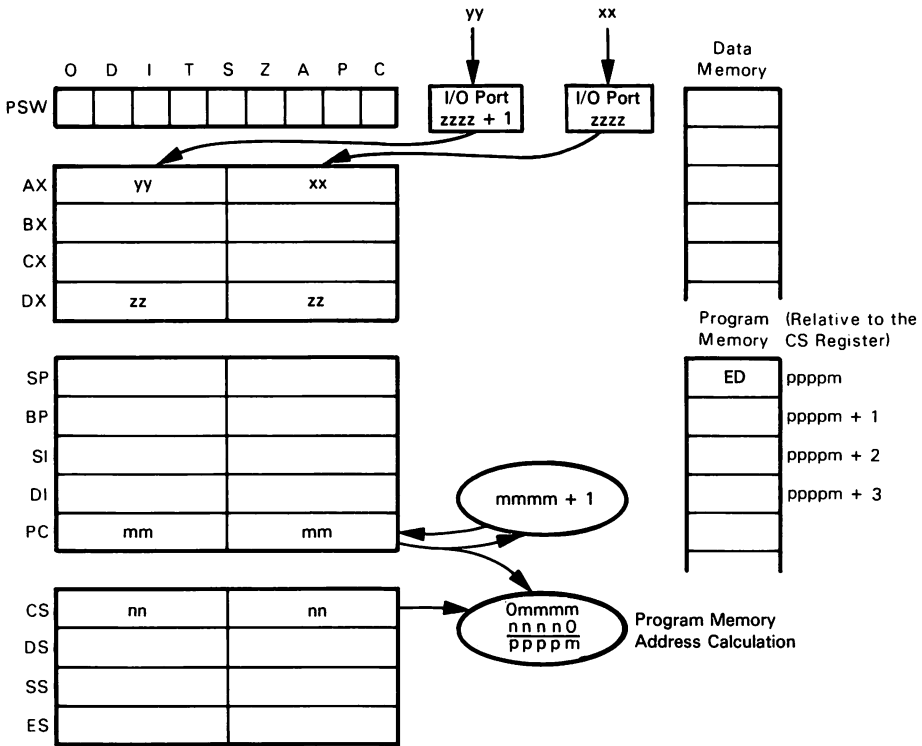 yy xx
O D I T S Z A P C
Data
Memory
PSW
I/O Port
zzzz + 1
I/O Port
zzzz
AX yy xx
BX
CX
DX zz zz
Program (Relative to the
Memory CS Register)
SP
ED ppppm
BP
ppppm + 1
SI
ppppm + 2
DI
ppppm + 3
mmmm + 1
PC mm mm
CS nn nn
0mmmm
nnnn0
ppppm
Program Memory
Address Calculation
DS
SS
ES